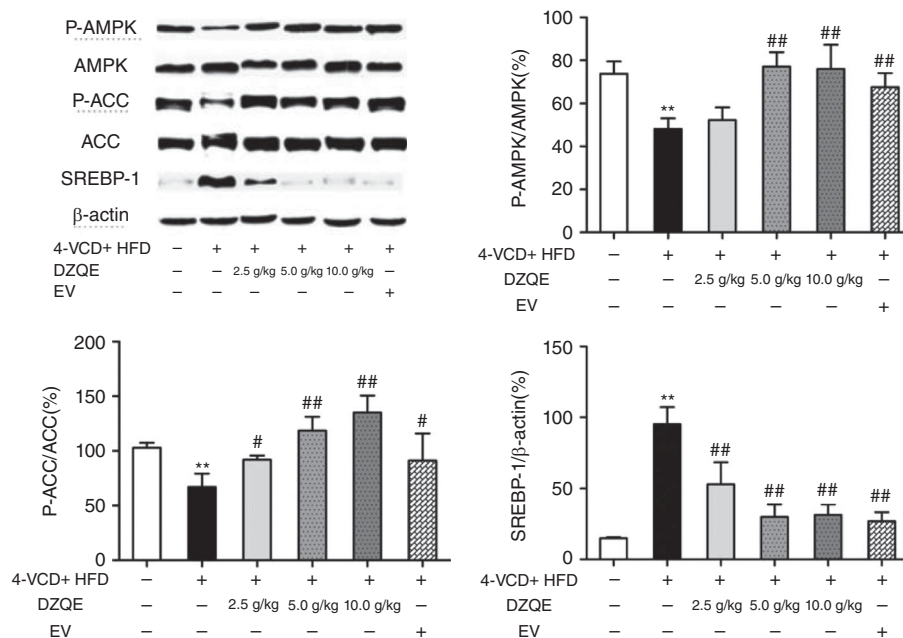 P-AMPK
AMPK
P-ACC
ACC
SREBP-1
β-actin
4-VCD+ HFD – + + + + +
DZQE – – 2.5 g/kg 5.0 g/kg 10.0 g/kg –
EV – – – – – +
P-AMPK/AMPK(%)
100
80
60
40
20
0
** ## ## ##
4-VCD+ HFD – + + + + +
DZQE – – 2.5 g/kg 5.0 g/kg 10.0 g/kg –
EV – – – – – +
P-ACC/ACC(%)
200
150
100
50
0
** # ## ## #
4-VCD+ HFD – + + + + +
DZQE – – 2.5 g/kg 5.0 g/kg 10.0 g/kg –
EV – – – – – +
SREBP-1/β-actin(%)
150
100
50
0
** ## ## ## ##
4-VCD+ HFD – + + + + +
DZQE – – 2.5 g/kg 5.0 g/kg 10.0 g/kg –
EV – – – – – +